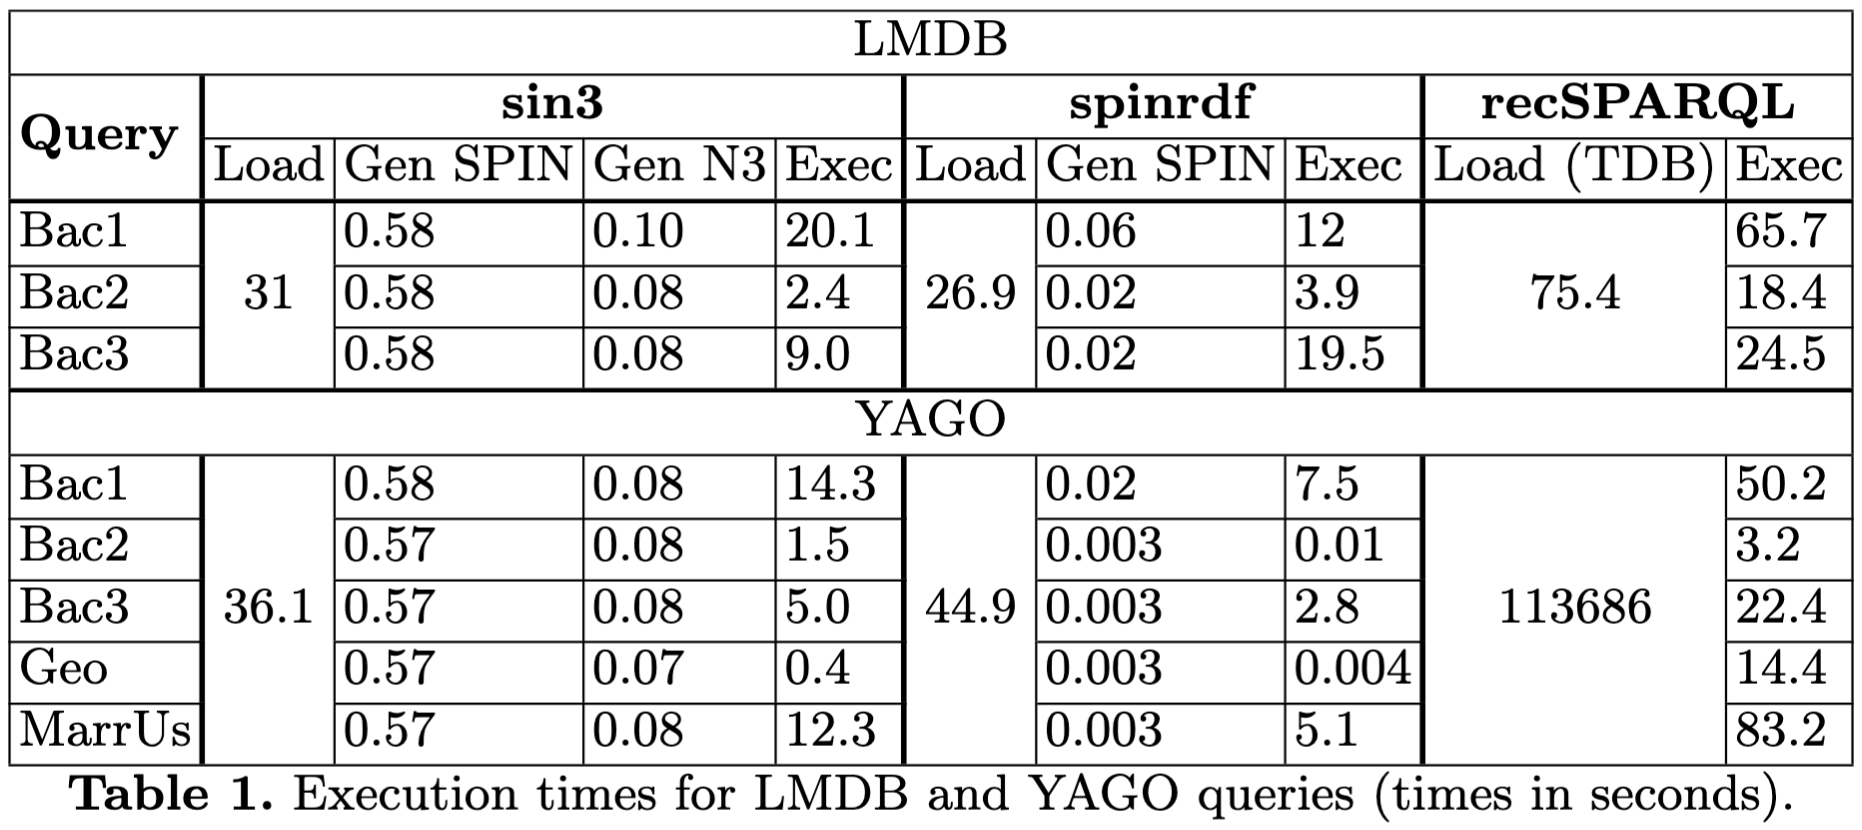 LMDB
Query sin3 spinrdf recSPARQL
Load Gen SPIN Gen N3 Exec Load Gen SPIN Exec Load (TDB) Exec
Bac1 0.58 0.10 20.1 0.06 12 65.7
Bac2 31 0.58 0.08 2.4 26.9 0.02 3.9 75.4 18.4
Bac3 0.58 0.08 9.0 0.02 19.5 24.5
YAGO
Bac1 0.58 0.08 14.3 0.02 7.5 50.2
Bac2 0.57 0.08 1.5 0.003 0.01 3.2
Bac3 36.1 0.57 0.08 5.0 44.9 0.003 2.8 113686 22.4
Geo 0.57 0.07 0.4 0.003 0.004 14.4
MarrUs 0.57 0.08 12.3 0.003 5.1 83.2
Table 1. Execution times for LMDB and YAGO queries (times in seconds).